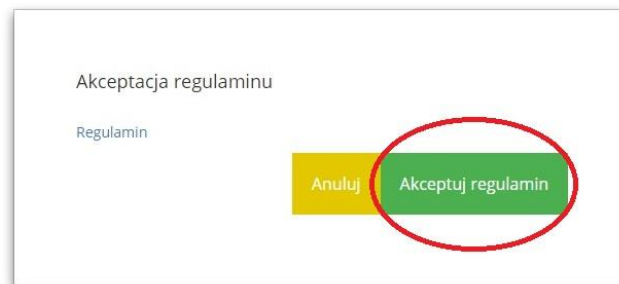 Akceptacja regulaminu
Regulamin
Anuluj Akceptuj regulamin